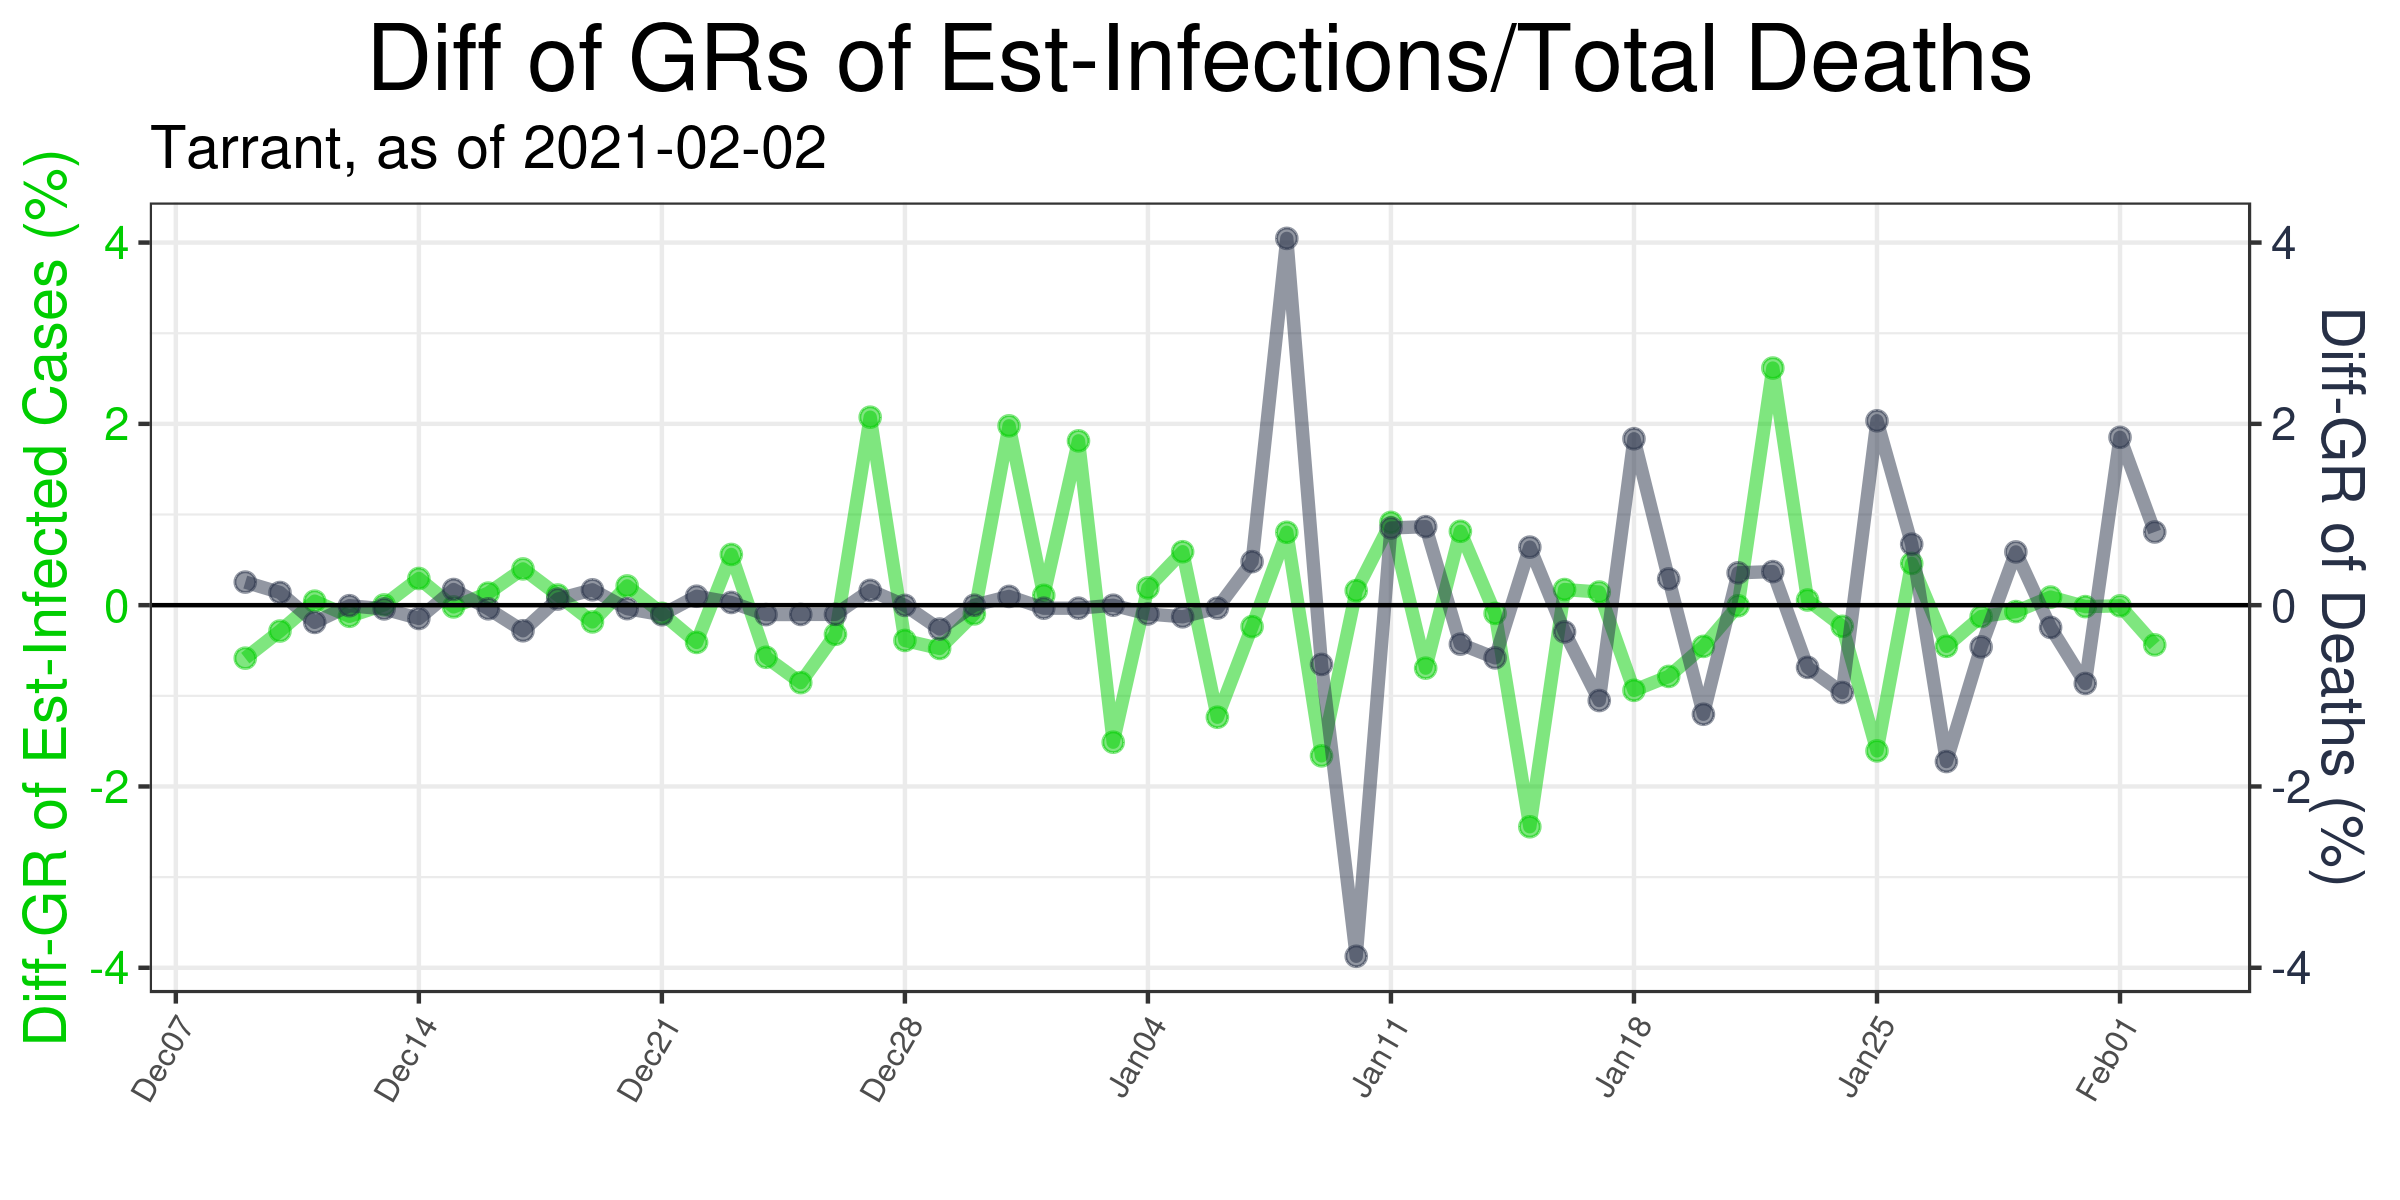 Diff of GRs of Est-Infections/Total Deaths
Tarrant, as of 2021-02-02
Diff-GR of Est-Infected Cases (%)
4
2
0
-2
-4
4
2
0
-2
-4
Diff-GR of Deaths (%)
Dec07
Dec14
Dec21
Dec28
Jan04
Jan11
Jan18
Jan25
Feb01